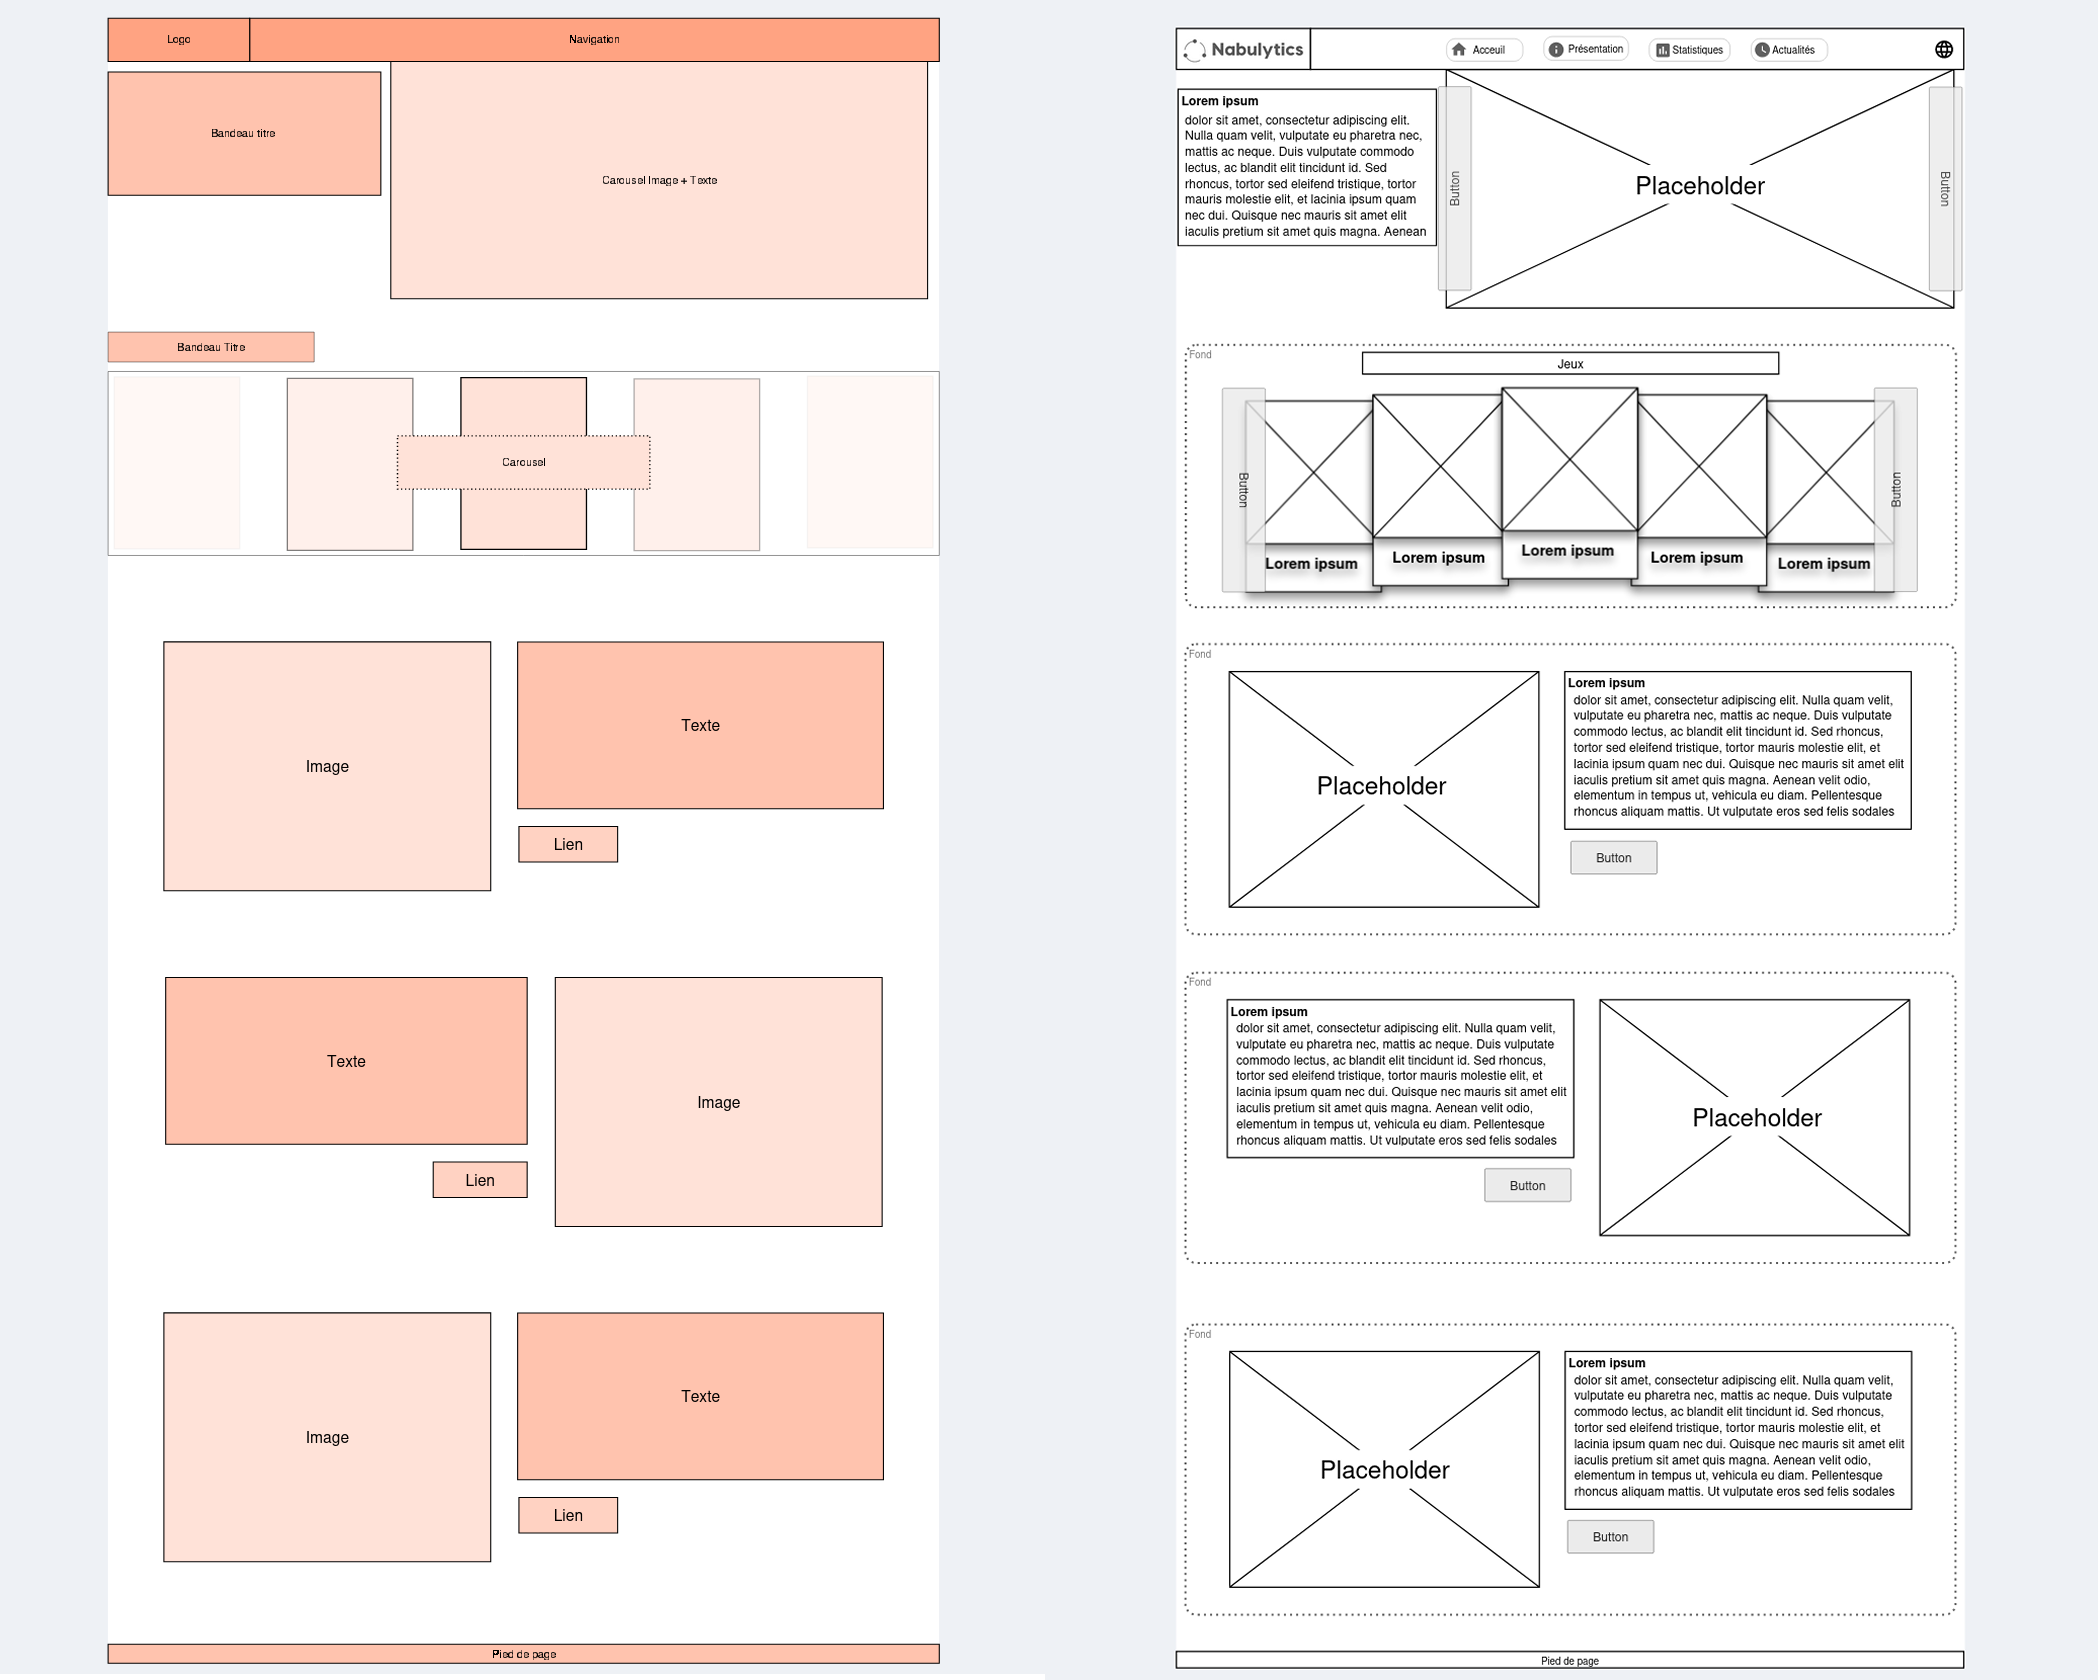 Logo
Navigation
Bandeau titre
Carousel Image + Texte
Bandeau Titre
Carousel
Image
Texte
Lien
Texte
Image
Lien
Image
Texte
Lien
Pied de page
Nabulytics
Acceuil
Présentation
Statistiques
Actualités
Lorem ipsum
dolor sit amet, consectetur adipiscing elit.
Nulla quam velit, vulputate eu pharetra nec,
mattis ac neque. Duis vulputate commodo
lectus, ac blandit elit tincidunt id. Sed
rhoncus, tortor sed eleifend tristique, tortor
mauris molestie elit, et lacinia ipsum quam
nec dui. Quisque nec mauris sit amet elit
iaculis pretium sit amet quis magna. Aenean
Button
Placeholder
Button
Fond
Jeux
Button
Button
Lorem ipsum
Lorem ipsum
Lorem ipsum
Lorem ipsum
Lorem ipsum
Fond
Placeholder
Lorem ipsum
dolor sit amet, consectetur adipiscing elit. Nulla quam velit,
vulputate eu pharetra nec, mattis ac neque. Duis vulputate
commodo lectus, ac blandit elit tincidunt id. Sed rhoncus,
tortor sed eleifend tristique, tortor mauris molestie elit, et
lacinia ipsum quam nec dui. Quisque nec mauris sit amet elit
iaculis pretium sit amet quis magna. Aenean velit odio,
elementum in tempus ut, vehicula eu diam. Pellentesque
rhoncus aliquam mattis. Ut vulputate eros sed felis sodales
Button
Fond
Lorem ipsum
dolor sit amet, consectetur adipiscing elit. Nulla quam velit,
vulputate eu pharetra nec, mattis ac neque. Duis vulputate
commodo lectus, ac blandit elit tincidunt id. Sed rhoncus,
tortor sed eleifend tristique, tortor mauris molestie elit, et
lacinia ipsum quam nec dui. Quisque nec mauris sit amet elit
iaculis pretium sit amet quis magna. Aenean velit odio,
elementum in tempus ut, vehicula eu diam. Pellentesque
rhoncus aliquam mattis. Ut vulputate eros sed felis sodales
Placeholder
Button
Fond
Placeholder
Lorem ipsum
dolor sit amet, consectetur adipiscing elit. Nulla quam velit,
vulputate eu pharetra nec, mattis ac neque. Duis vulputate
commodo lectus, ac blandit elit tincidunt id. Sed rhoncus,
tortor sed eleifend tristique, tortor mauris molestie elit, et
lacinia ipsum quam nec dui. Quisque nec mauris sit amet elit
iaculis pretium sit amet quis magna. Aenean velit odio,
elementum in tempus ut, vehicula eu diam. Pellentesque
rhoncus aliquam mattis. Ut vulputate eros sed felis sodales
Button
Pied de page